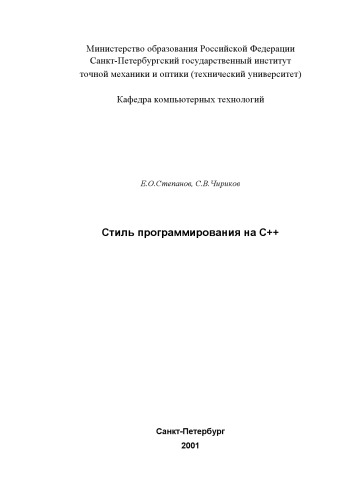 Министерство образования Российской Федерации
Санкт-Петербургский государственный институт
точной механики и оптики (технический университет)
Кафедра компьютерных технологий
Е.О.Степанов, С.В.Чириков
Стиль программирования на C++
Санкт-Петербург
2001